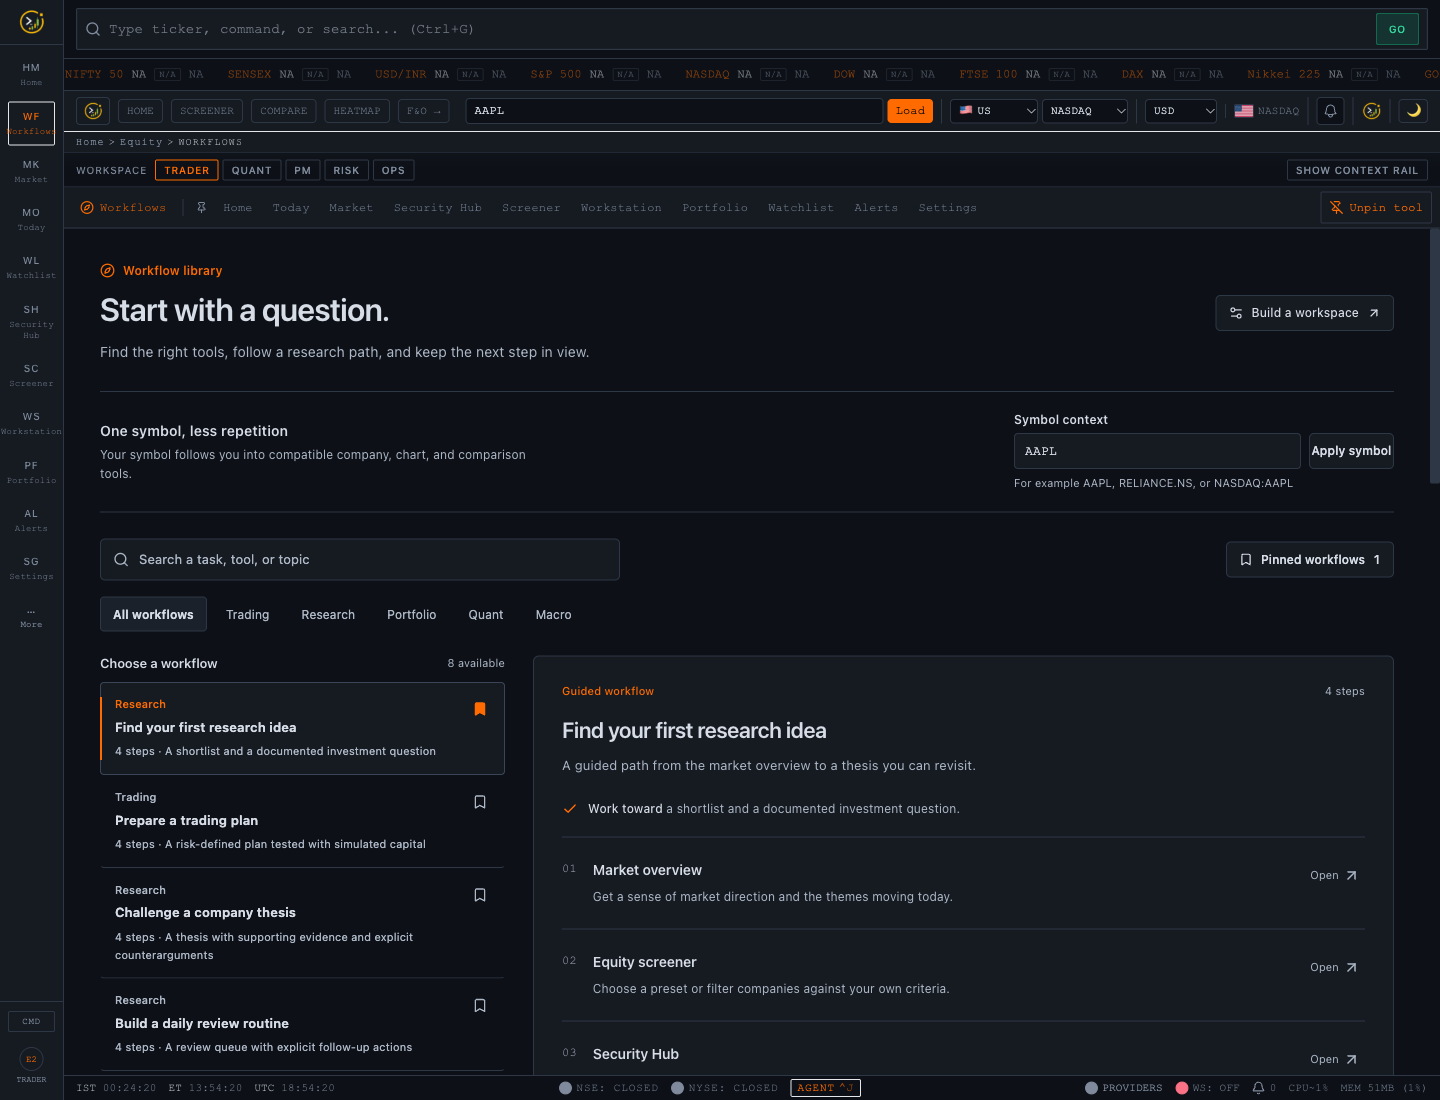 Type ticker, command, or search... (Ctrl+G)
GO
NIFTY 50 NA N/A NA SENSEX NA N/A NA USD/INR NA N/A NA S&P 500 NA N/A NA NASDAQ NA N/A NA DOW NA N/A NA FTSE 100 NA N/A NA DAX NA N/A NA Nikkei 225 NA N/A NA GO
HOME SCREENER COMPARE HEATMAP F&O → AAPL Load US NASDAQ USD NASDAQ
Home > Equity > WORKFLOWS
WORKSPACE TRADER QUANT PM RISK OPS SHOW CONTEXT RAIL
Workflows Home Today Market Security Hub Screener Workstation Portfolio Watchlist Alerts Settings Unpin tool
HM
Home
WF
Workflows
MK
Market
MO
Today
WL
Watchlist
SH
Security
Hub
SC
Screener
WS
Workstation
PF
Portfolio
AL
Alerts
SG
Settings
...
More
CMD
E2
TRADER
Workflow library
Start with a question.
Find the right tools, follow a research path, and keep the next step in view.
Build a workspace
One symbol, less repetition
Your symbol follows you into compatible company, chart, and comparison
tools.
Symbol context
AAPL
Apply symbol
For example AAPL, RELIANCE.NS, or NASDAQ:AAPL
Search a task, tool, or topic
Pinned workflows 1
All workflows Trading Research Portfolio Quant Macro
Choose a workflow 8 available
Research
Find your first research idea
4 steps · A shortlist and a documented investment question
Trading
Prepare a trading plan
4 steps · A risk-defined plan tested with simulated capital
Research
Challenge a company thesis
4 steps · A thesis with supporting evidence and explicit
counterarguments
Research
Build a daily review routine
4 steps · A review queue with explicit follow-up actions
Guided workflow 4 steps
Find your first research idea
A guided path from the market overview to a thesis you can revisit.
Work toward a shortlist and a documented investment question.
01 Market overview Open
Get a sense of market direction and the themes moving today.
02 Equity screener Open
Choose a preset or filter companies against your own criteria.
03 Security Hub Open
IST 00:24:20 ET 13:54:20 UTC 18:54:20 NSE: CLOSED NYSE: CLOSED AGENT ^J PROVIDERS WS: OFF 0 CPU~1% MEM 51MB (1%)